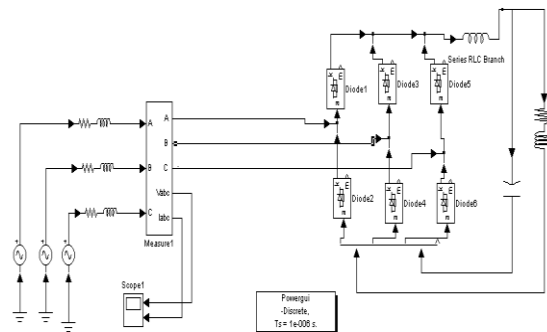 Series RLC Branch
E
Diode1
m
E
Diode3
m
E
Diode5
m
A
B
C
A
B
C
Vabc
Iabc
Measure1
E
Diode2
m
E
Diode4
m
E
Diode6
m
Scope1
Powergui
-Discrete,
Ts = 1e-006 s.